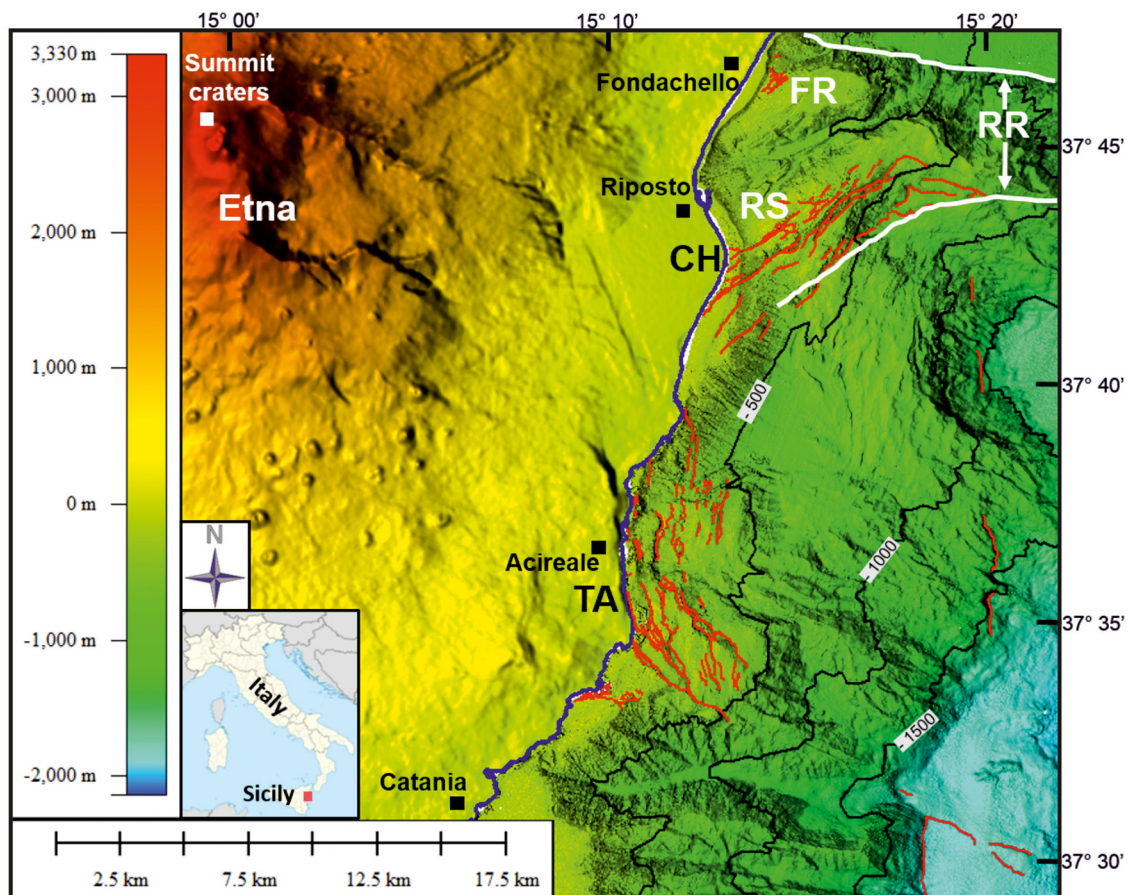 15° 00’
15° 10’
15° 20’
3,330 m
3,000 m
2,000 m
1,000 m
0 m
-1,000 m
-2,000 m
Summit
craters
Etna
Fondachello
FR
RR
37° 45’
Riposto
RS
CH
37° 40’
- 500
Acireale
TA
- 1000
37° 35’
- 1500
N
Italy
Sicily
Catania
37° 30’
2.5 km
7.5 km
12.5 km
17.5 km